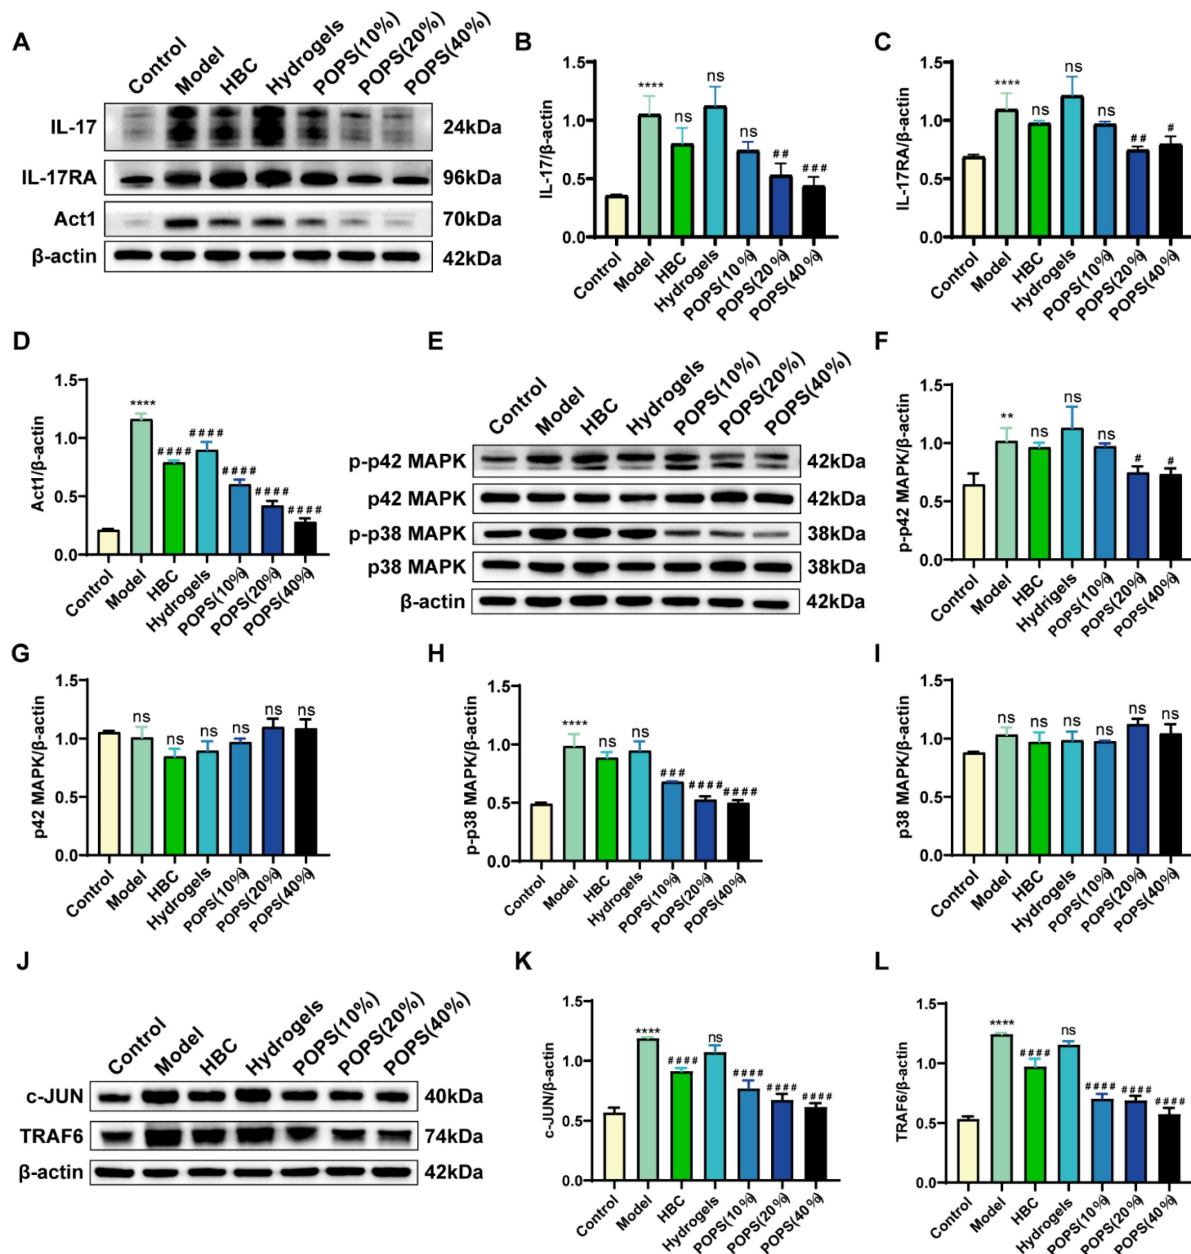 A
Control
Model
HBC
Hydrogels
POPS(10%)
POPS(20%)
POPS(40%)
IL-17
24kDa
IL-17RA
96kDa
Act1
70kDa
β-actin
42kDa
B
IL-17/β-actin
1.5
1.0
0.5
0.0
****
ns
ns
ns
##
###
Control
Model
HBC
Hydrogels
POPS(10%)
POPS(20%)
POPS(40%)
C
IL-17RA/β-actin
1.5
1.0
0.5
0.0
****
ns
ns
ns
##
#
Control
Model
HBC
Hydrogels
POPS(10%)
POPS(20%)
POPS(40%)
D
Act1/β-actin
1.5
1.0
0.5
0.0
****
####
####
####
####
####
Control
Model
HBC
Hydrogels
POPS(10%)
POPS(20%)
POPS(40%)
E
Control
Model
HBC
Hydrogels
POPS(10%)
POPS(20%)
POPS(40%)
p-p42 MAPK
42kDa
p42 MAPK
42kDa
p-p38 MAPK
38kDa
p38 MAPK
38kDa
β-actin
42kDa
F
p-p42 MAPK/β-actin
1.5
1.0
0.5
0.0
**
ns
ns
ns
#
#
Control
Model
HBC
Hydrigels
POPS(10%)
POPS(20%)
POPS(40%)
G
p42 MAPK/β-actin
1.5
1.0
0.5
0.0
ns
ns
ns
ns
ns
ns
Control
Model
HBC
Hydrogels
POPS(10%)
POPS(20%)
POPS(40%)
H
p-p38 MAPK/β-actin
1.5
1.0
0.5
0.0
****
ns
ns
###
####
####
Control
Model
HBC
Hydrogels
POPS(10%)
POPS(20%)
POPS(40%)
I
p38 MAPK/β-actin
1.5
1.0
0.5
0.0
ns
ns
ns
ns
ns
ns
Control
Model
HBC
Hydrogels
POPS(10%)
POPS(20%)
POPS(40%)
J
Control
Model
HBC
Hydrogels
POPS(10%)
POPS(20%)
POPS(40%)
c-JUN
40kDa
TRAF6
74kDa
β-actin
42kDa
K
c-JUN/β-actin
1.5
1.0
0.5
0.0
****
####
ns
####
####
####
Control
Model
HBC
Hydrogels
POPS(10%)
POPS(20%)
POPS(40%)
L
TRAF6/β-actin
1.5
1.0
0.5
0.0
****
####
ns
####
####
####
Control
Model
HBC
Hydrogels
POPS(10%)
POPS(20%)
POPS(40%)